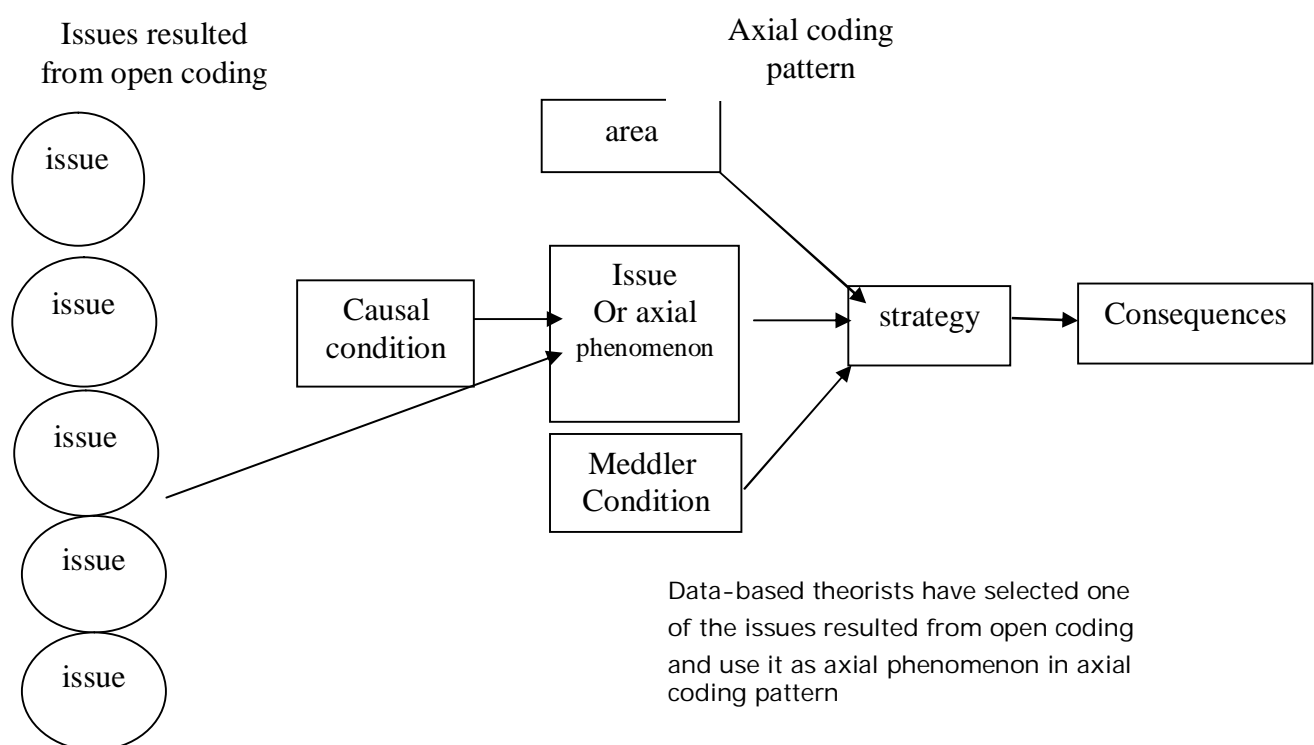 Issues resulted
from open coding
Axial coding
pattern
issue
issue
issue
issue
issue
area
Causal
condition
Issue
Or axial
phenomenon
Meddler
Condition
strategy
Consequences
Data-based theorists have selected one
of the issues resulted from open coding
and use it as axial phenomenon in axial
coding pattern